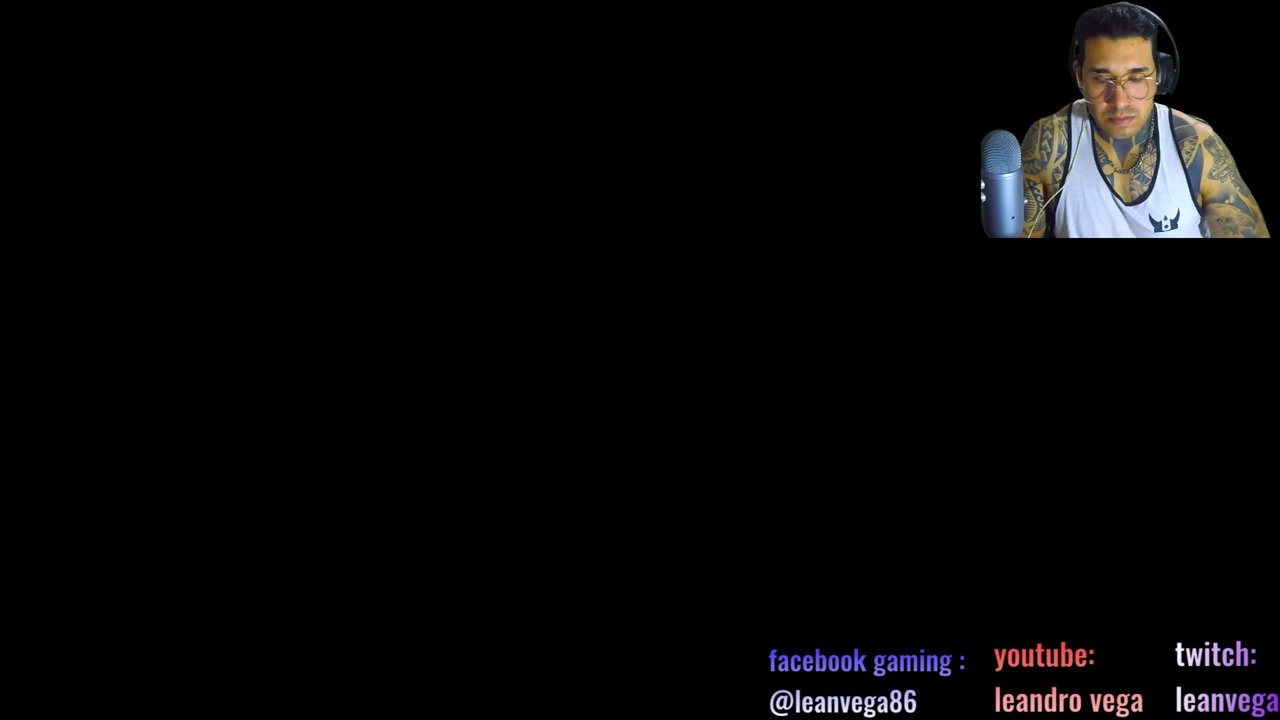 facebook gaming :
@leanvega86
youtube:
leandro vega
twitch:
leanvega